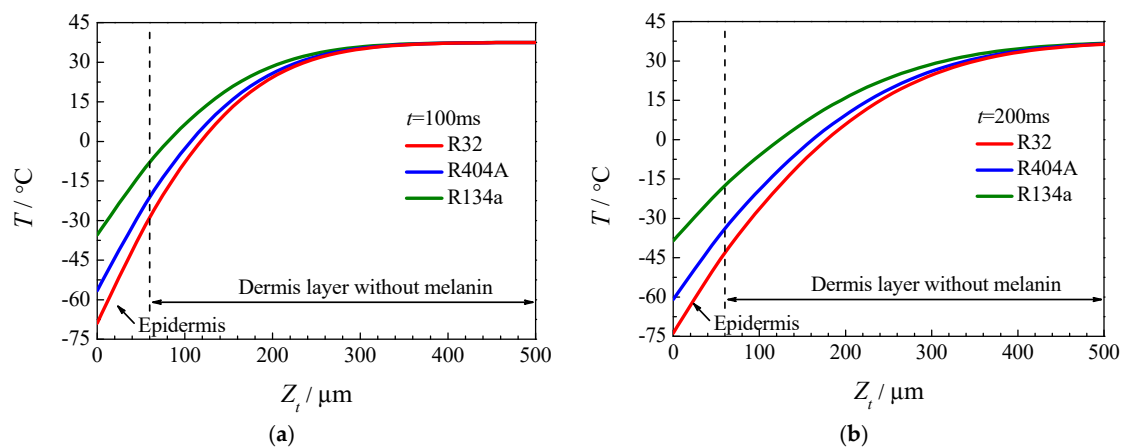 45
30
15
0
-15
-30
-45
-60
-75
T / °C
t=100ms
R32
R404A
R134a
Dermis layer without melanin
Epidermis
0 100 200 300 400 500
Z_t / μm
(a)
45
30
15
0
-15
-30
-45
-60
-75
T / °C
t=200ms
R32
R404A
R134a
Dermis layer without melanin
Epidermis
0 100 200 300 400 500
Z_t / μm
(b)